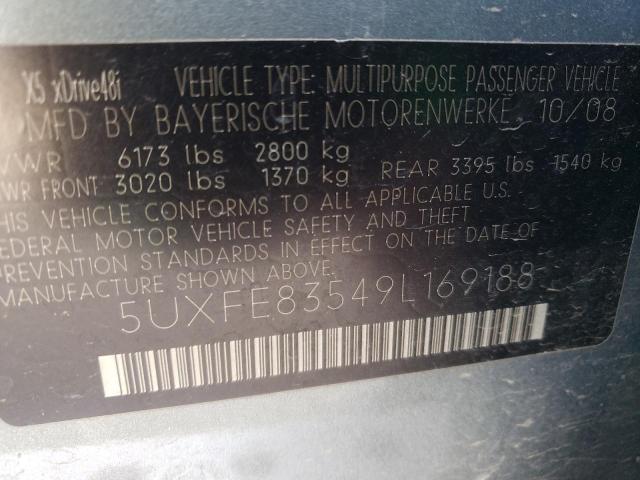 X5 xDrive48i VEHICLE TYPE: MULTIPURPOSE PASSENGER VEHICLE
MFD BY BAYERISCHE MOTORENWERKE 10/08
VWR 6173 lbs 2800 kg
WR FRONT 3020 lbs 1370 kg REAR 3395 lbs 1540 kg
HIS VEHICLE CONFORMS TO ALL APPLICABLE U.S.
EDERAL MOTOR VEHICLE SAFETY AND THEFT
PREVENTION STANDARDS IN EFFECT ON THE DATE OF
MANUFACTURE SHOWN ABOVE.
5UXFE83549L169188